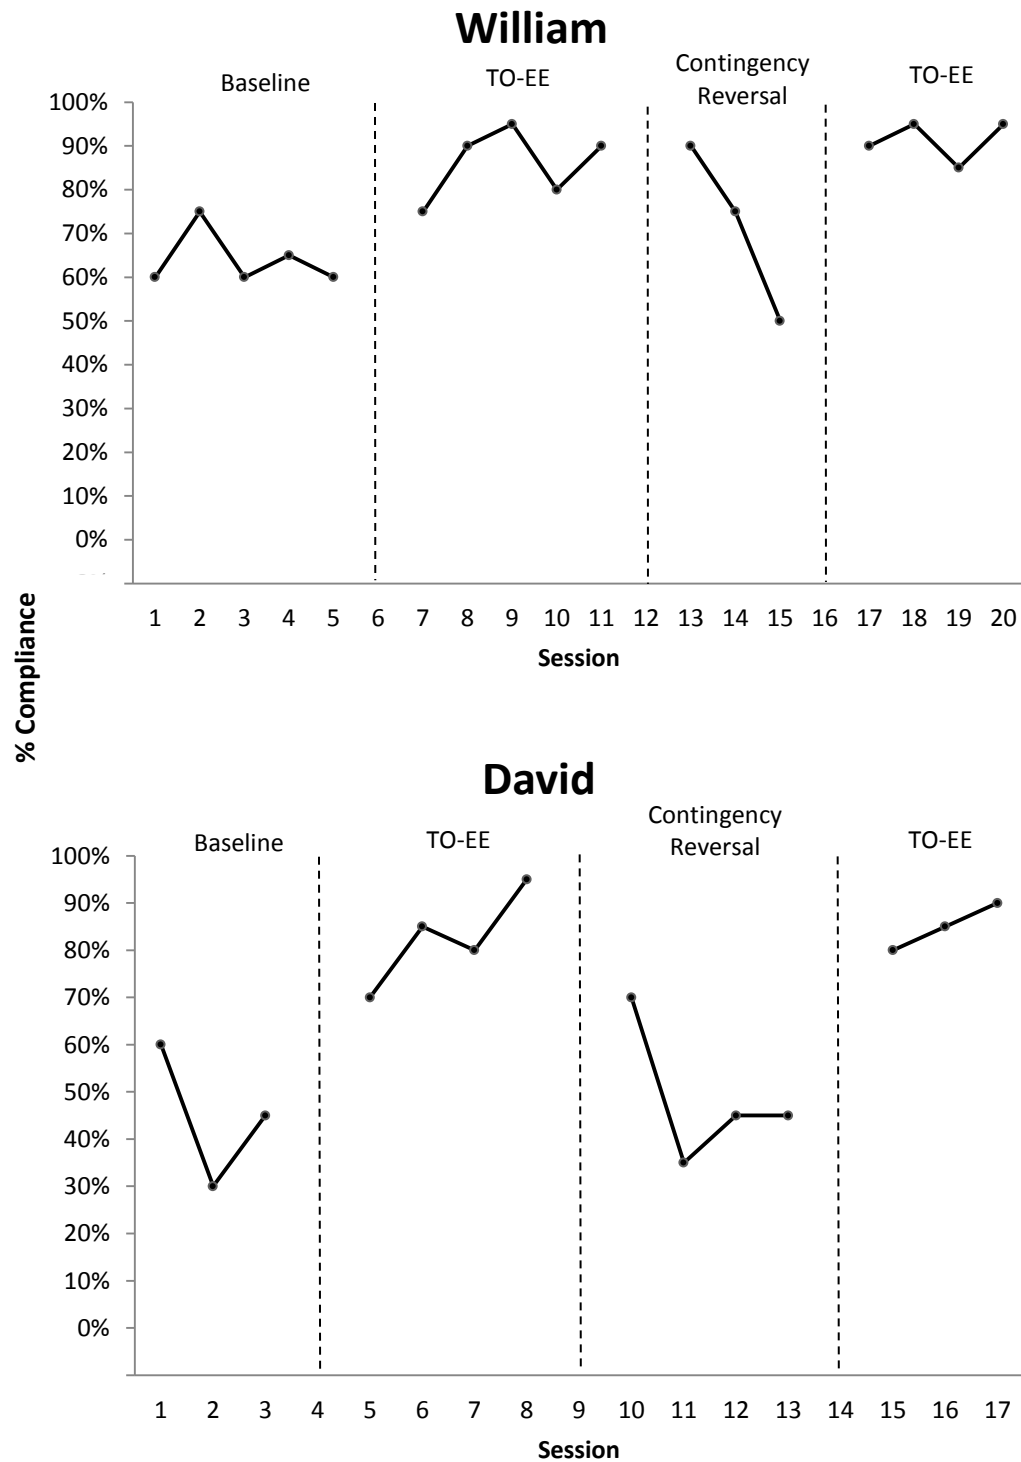 William
Baseline
TO-EE
Contingency
Reversal
TO-EE
100%
90%
80%
70%
60%
50%
40%
30%
20%
10%
0%
1 2 3 4 5 6 7 8 9 10 11 12 13 14 15 16 17 18 19 20
Session
% Compliance
David
Baseline
TO-EE
Contingency
Reversal
TO-EE
100%
90%
80%
70%
60%
50%
40%
30%
20%
10%
0%
1 2 3 4 5 6 7 8 9 10 11 12 13 14 15 16 17
Session